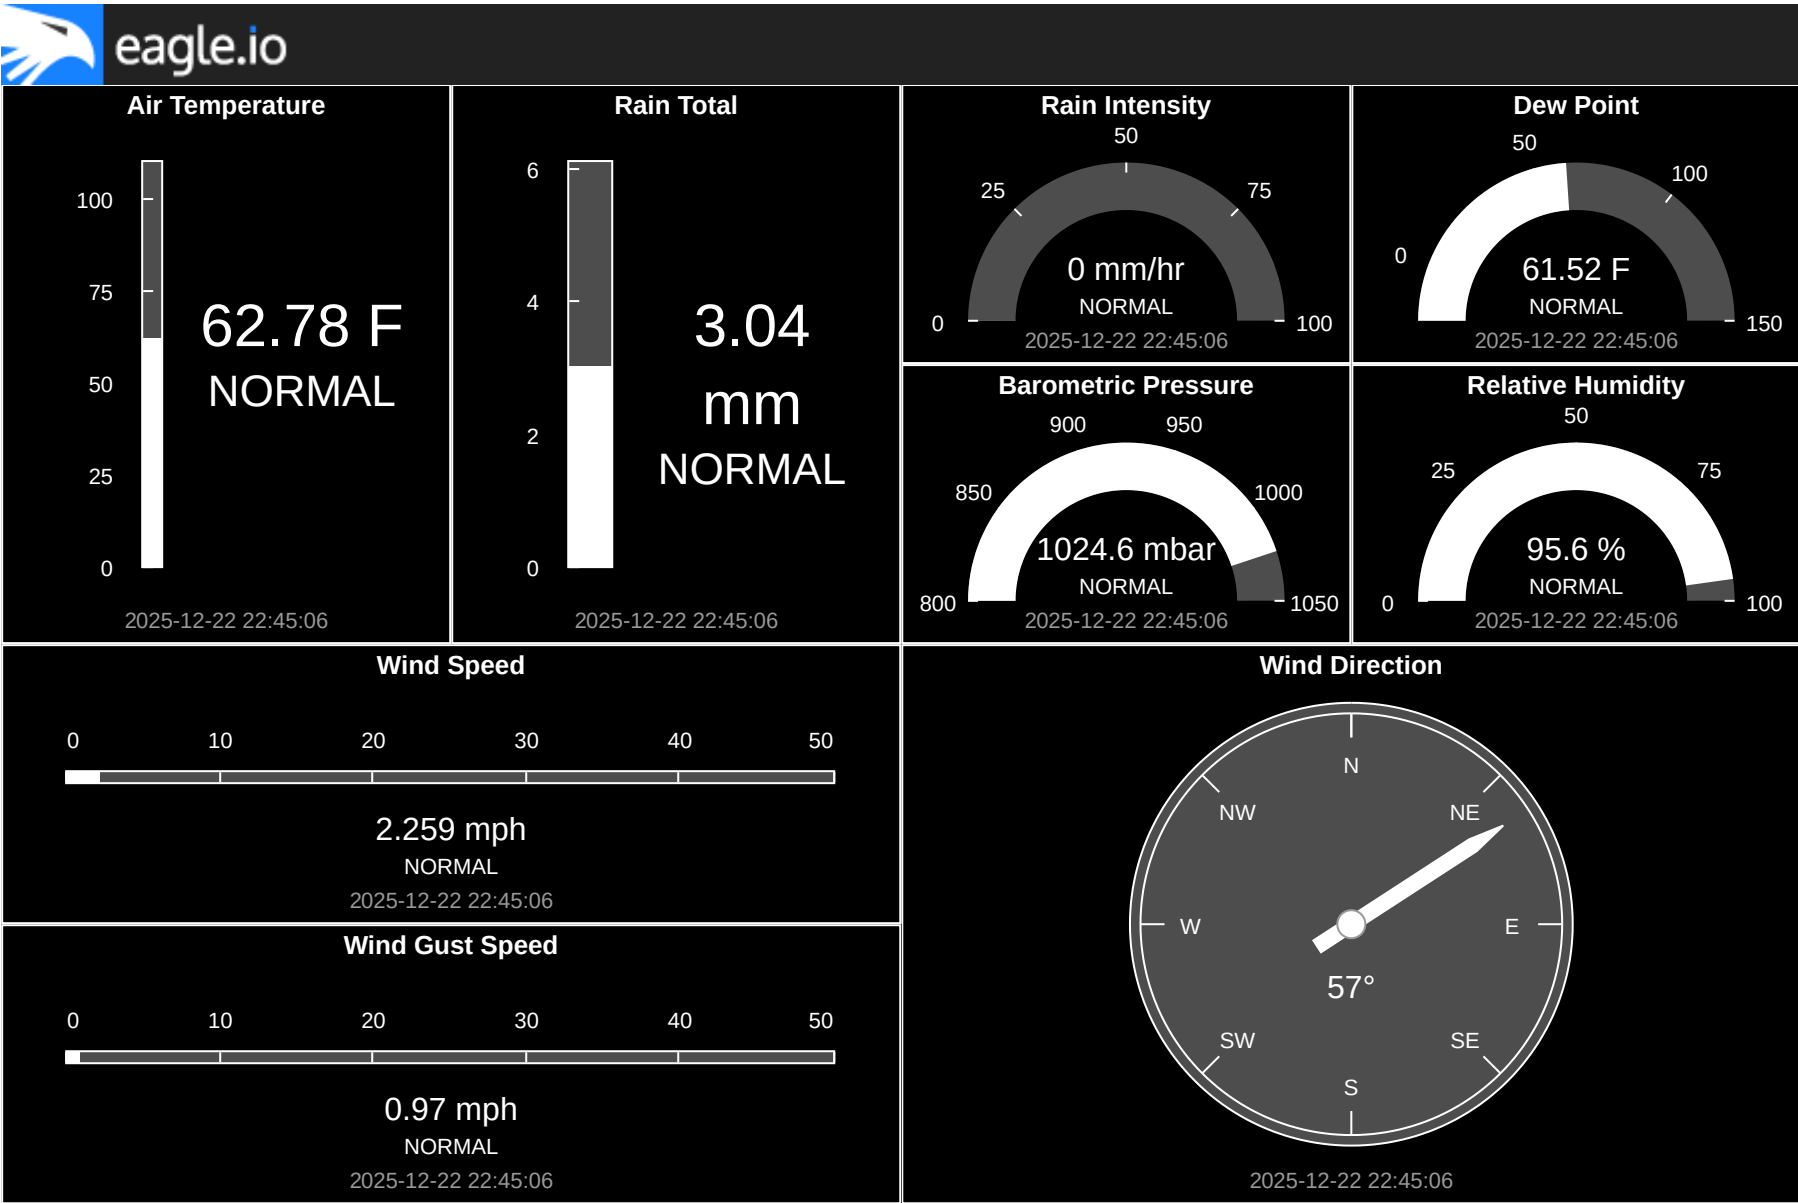 eagle.io
Air Temperature
100
75
50
25
0
62.78 F
NORMAL
2025-12-22 22:45:06
Rain Total
6
4
2
0
3.04
mm
NORMAL
2025-12-22 22:45:06
Rain Intensity
0
25
50
75
100
0 mm/hr
NORMAL
2025-12-22 22:45:06
Dew Point
0
50
100
150
61.52 F
NORMAL
2025-12-22 22:45:06
Barometric Pressure
800
850
900
950
1000
1050
1024.6 mbar
NORMAL
2025-12-22 22:45:06
Relative Humidity
0
25
50
75
100
95.6 %
NORMAL
2025-12-22 22:45:06
Wind Speed
0 10 20 30 40 50
2.259 mph
NORMAL
2025-12-22 22:45:06
Wind Gust Speed
0 10 20 30 40 50
0.97 mph
NORMAL
2025-12-22 22:45:06
Wind Direction
N
NW NE
W E
57°
SW SE
S
2025-12-22 22:45:06